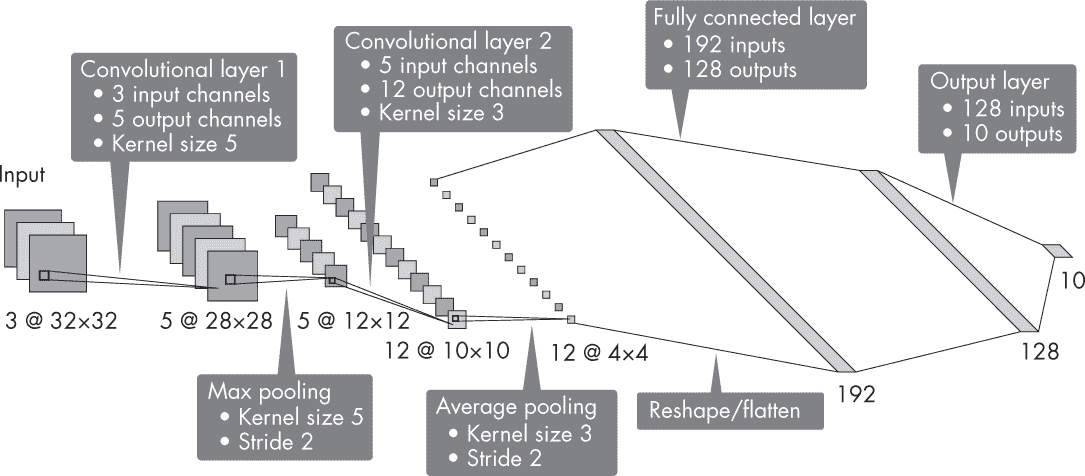 Fully connected layer
• 192 inputs
• 128 outputs
Convolutional layer 2
• 5 input channels
• 12 output channels
• Kernel size 3
Convolutional layer 1
• 3 input channels
• 5 output channels
• Kernel size 5
Output layer
• 128 inputs
• 10 outputs
Input
3 @ 32×32
5 @ 28×28
5 @ 12×12
12 @ 10×10
12 @ 4×4
192
128
10
Max pooling
• Kernel size 5
• Stride 2
Average pooling
• Kernel size 3
• Stride 2
Reshape/flatten